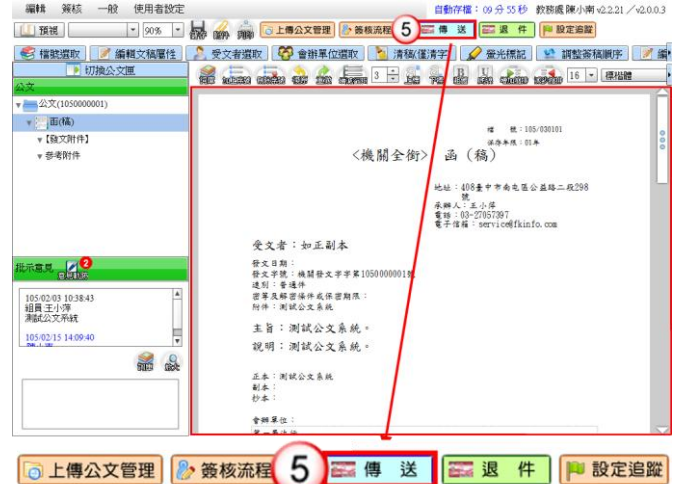 編輯 簽核 一般 使用者設定 自動存檔：09 分 55 秒 教務處 陳小南 v2.2.21 / v2.0.0.3
預視 90% 上傳公文管理 簽核流程 5 傳 送 退 件 設定追蹤
檔號選取 編輯文稿屬性 受文者選取 會辦單位選取 清稿(僅清字) 螢光標記 調整簽稿順序 編
切換公文匣 3 16 標楷體
公文
公文(1050000001)
函(稿)
【發文附件】
參考附件
檔 號：105/030101
保存年限：01年
<機關全銜> 函 (稿)
地址：408臺中市南屯區公益路二段298
號
承辦人：王小萍
電話：03-27057397
電子信箱：service@fkinfo.com
受文者：如正副本
發文日期：
發文字號：機關發文字字第1050000001號
速別：普通件
密等及解密條件或保密期限：
附件：測試公文系統
主旨：測試公文系統。
說明：測試公文系統。
正本：測試公文系統
副本：
抄本：
會辦單位：
批示意見 2
105/02/03 10:38:43
組員 王小萍
測試公文系統
105/02/15 14:09:40
上傳公文管理 簽核流程 5 傳 送 退 件 設定追蹤